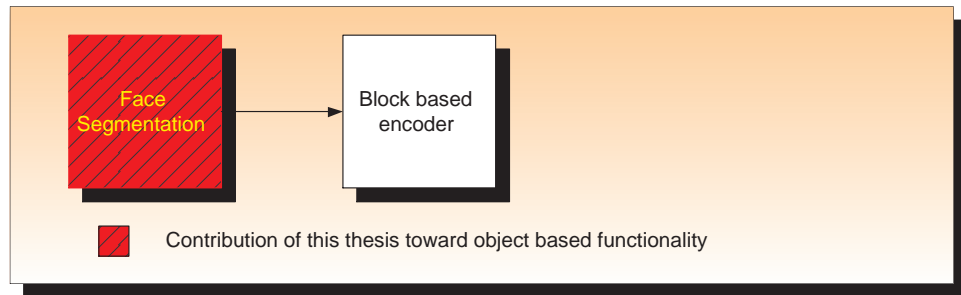 Face
Segmentation
Block based
encoder
Contribution of this thesis toward object based functionality